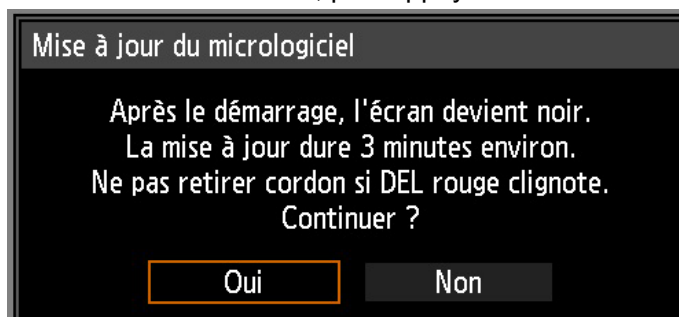 Mise à jour du micrologiciel
Après le démarrage, l'écran devient noir.
La mise à jour dure 3 minutes environ.
Ne pas retirer cordon si DEL rouge clignote.
Continuer ?
Oui Non